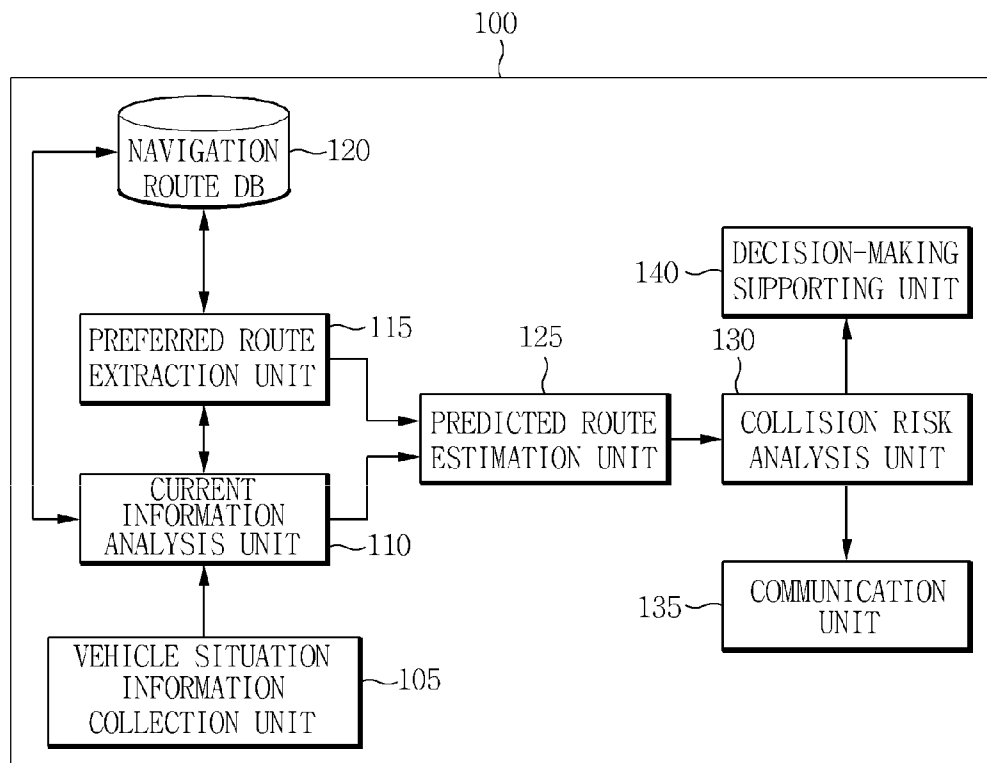 100
NAVIGATION
ROUTE DB
120
PREFERRED ROUTE
EXTRACTION UNIT
115
CURRENT
INFORMATION
ANALYSIS UNIT
110
VEHICLE SITUATION
INFORMATION
COLLECTION UNIT
105
125
PREDICTED ROUTE
ESTIMATION UNIT
DECISION-MAKING
SUPPORTING UNIT
140
130
COLLISION RISK
ANALYSIS UNIT
COMMUNICATION
UNIT
135